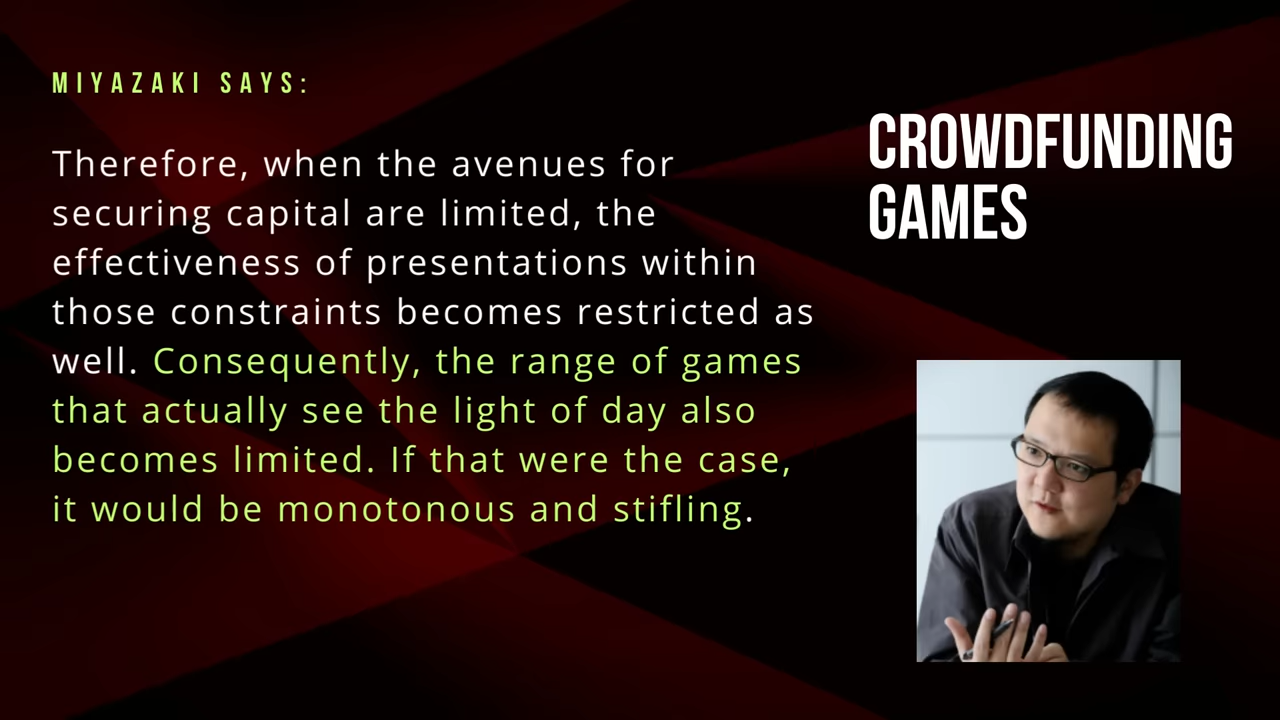 MIYAZAKI SAYS:
Therefore, when the avenues for
securing capital are limited, the
effectiveness of presentations within
those constraints becomes restricted as
well. Consequently, the range of games
that actually see the light of day also
becomes limited. If that were the case,
it would be monotonous and stifling.
CROWDFUNDING
GAMES